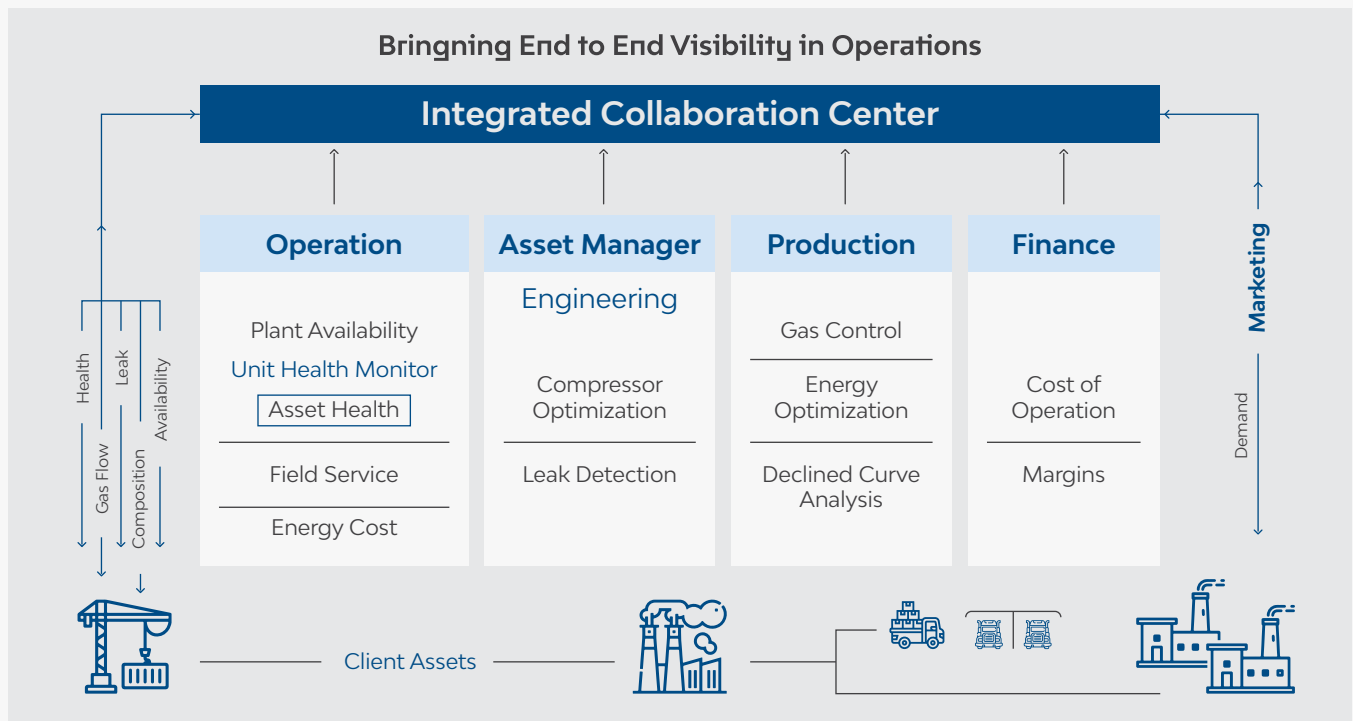 Bringning End to End Visibility in Operations
Integrated Collaboration Center
Operation
Plant Availability
Unit Health Monitor
Asset Health
Field Service
Energy Cost
Asset Manager
Engineering
Compressor
Optimization
Leak Detection
Production
Gas Control
Energy
Optimization
Declined Curve
Analysis
Finance
Cost of
Operation
Margins
Health
Gas Flow
Leak
Composition
Availability
Marketing
Demand
Client Assets